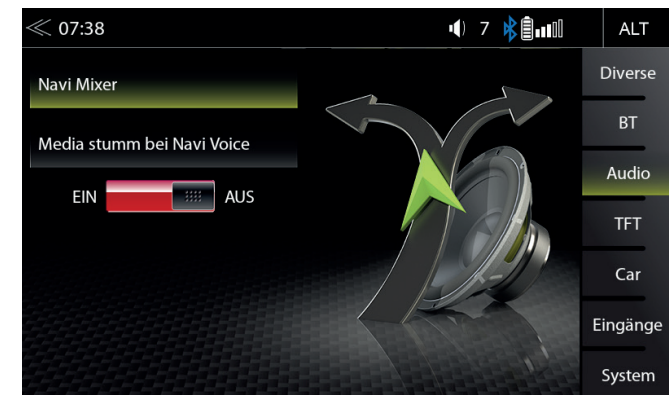 07:38
7
ALT
Navi Mixer
Media stumm bei Navi Voice
EIN AUS
Diverse
BT
Audio
TFT
Car
Eingänge
System